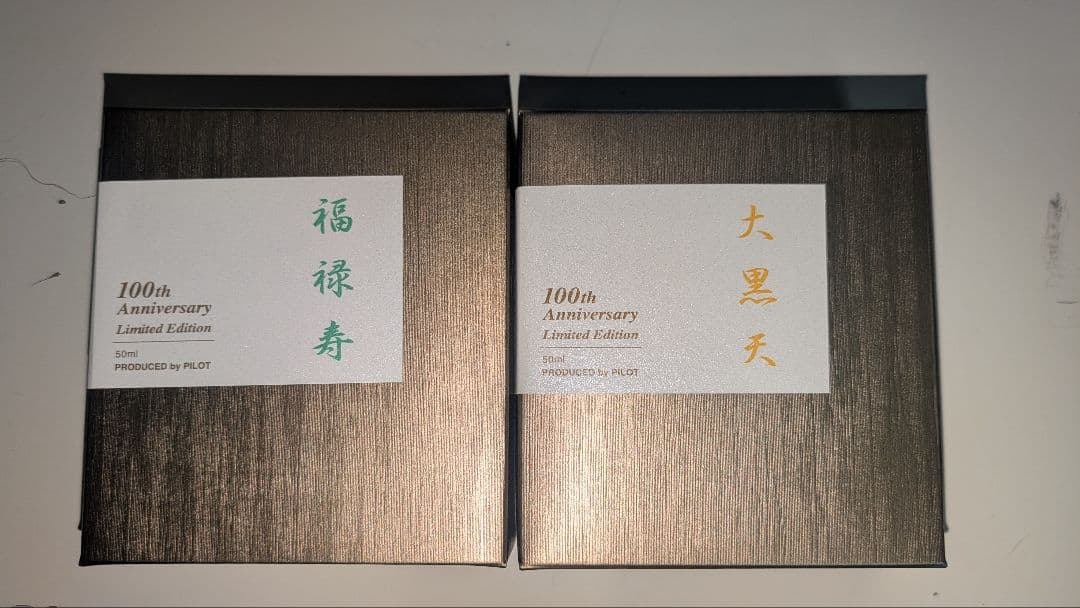 福禄寿
100th
Anniversary
Limited Edition
50ml
PRODUCED by PILOT
大黒天
100th
Anniversary
Limited Edition
50ml
PRODUCED by PILOT